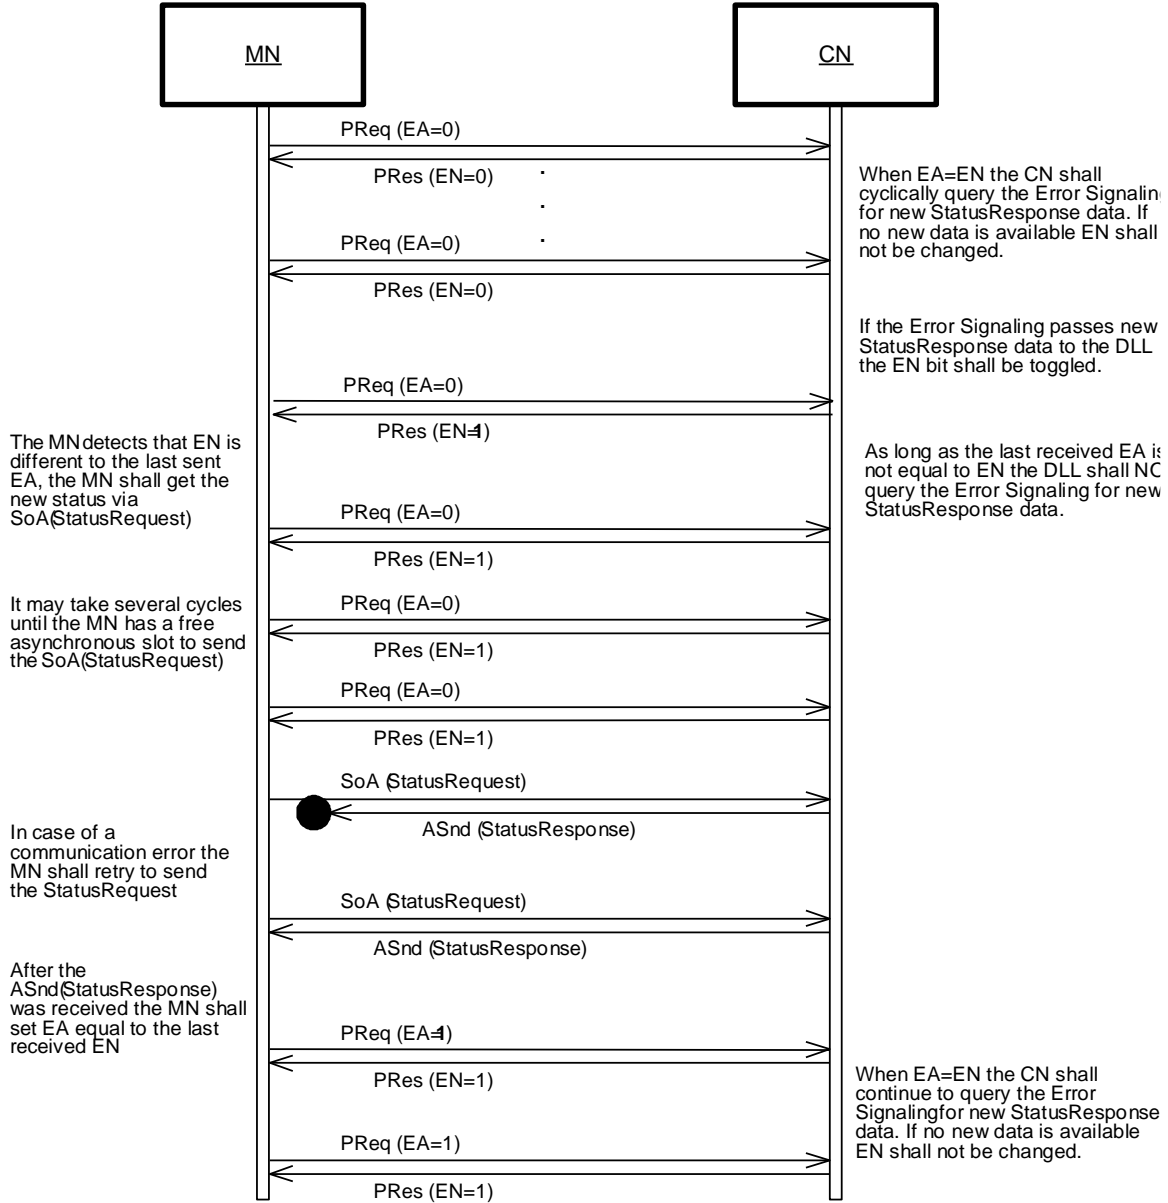 MN
CN
PReq (EA=0)
PRes (EN=0)
When EA=EN the CN shall
cyclically query the Error Signalin
for new StatusResponse data. If
no new data is available EN shall
not be changed.
PReq (EA=0)
PRes (EN=0)
If the Error Signaling passes new
StatusResponse data to the DLL
the EN bit shall be toggled.
PReq (EA=0)
PRes (EN=1)
The MN detects that EN is
different to the last sent
EA, the MN shall get the
new status via
SoA(StatusRequest)
As long as the last received EA is
not equal to EN the DLL shall NO
query the Error Signaling for new
StatusResponse data.
PReq (EA=0)
PRes (EN=1)
It may take several cycles
until the MN has a free
asynchronous slot to send
the SoA(StatusRequest)
PReq (EA=0)
PRes (EN=1)
PReq (EA=0)
PRes (EN=1)
SoA (StatusRequest)
ASnd (StatusResponse)
In case of a
communication error the
MN shall retry to send
the StatusRequest
SoA (StatusRequest)
ASnd (StatusResponse)
After the
ASnd(StatusResponse)
was received the MN shall
set EA equal to the last
received EN
PReq (EA=1)
PRes (EN=1)
When EA=EN the CN shall
continue to query the Error
Signalingfor new StatusResponse
data. If no new data is available
EN shall not be changed.
PReq (EA=1)
PRes (EN=1)